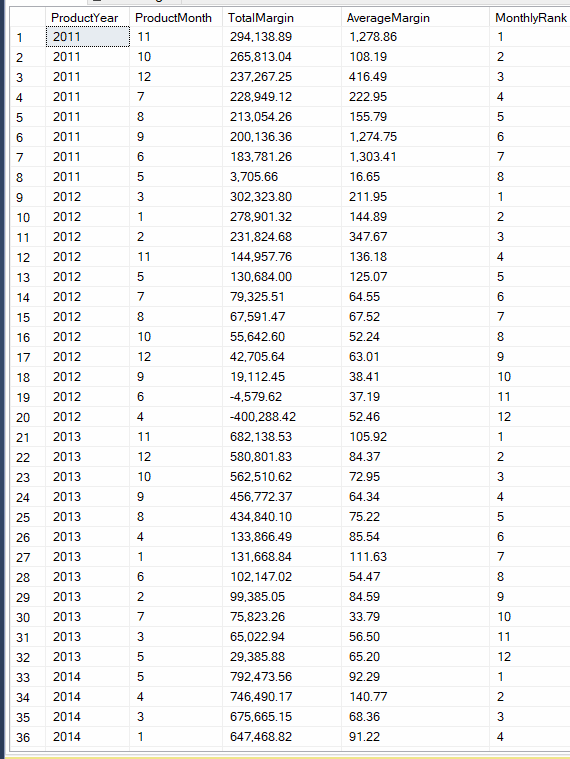 ProductYear ProductMonth TotalMargin AverageMargin MonthlyRank
1 2011 11 294,138.89 1,278.86 1
2 2011 10 265,813.04 108.19 2
3 2011 12 237,267.25 416.49 3
4 2011 7 228,949.12 222.95 4
5 2011 8 213,054.26 155.79 5
6 2011 9 200,136.36 1,274.75 6
7 2011 6 183,781.26 1,303.41 7
8 2011 5 3,705.66 16.65 8
9 2012 3 302,323.80 211.95 1
10 2012 1 278,901.32 144.89 2
11 2012 2 231,824.68 347.67 3
12 2012 11 144,957.76 136.18 4
13 2012 5 130,684.00 125.07 5
14 2012 7 79,325.51 64.55 6
15 2012 8 67,591.47 67.52 7
16 2012 10 55,642.60 52.24 8
17 2012 12 42,705.64 63.01 9
18 2012 9 19,112.45 38.41 10
19 2012 6 -4,579.62 37.19 11
20 2012 4 -400,288.42 52.46 12
21 2013 11 682,138.53 105.92 1
22 2013 12 580,801.83 84.37 2
23 2013 10 562,510.62 72.95 3
24 2013 9 456,772.37 64.34 4
25 2013 8 434,840.10 75.22 5
26 2013 4 133,866.49 85.54 6
27 2013 1 131,668.84 111.63 7
28 2013 6 102,147.02 54.47 8
29 2013 2 99,385.05 84.59 9
30 2013 7 75,823.26 33.79 10
31 2013 3 65,022.94 56.50 11
32 2013 5 29,385.88 65.20 12
33 2014 5 792,473.56 92.29 1
34 2014 4 746,490.17 140.77 2
35 2014 3 675,665.15 68.36 3
36 2014 1 647,468.82 91.22 4